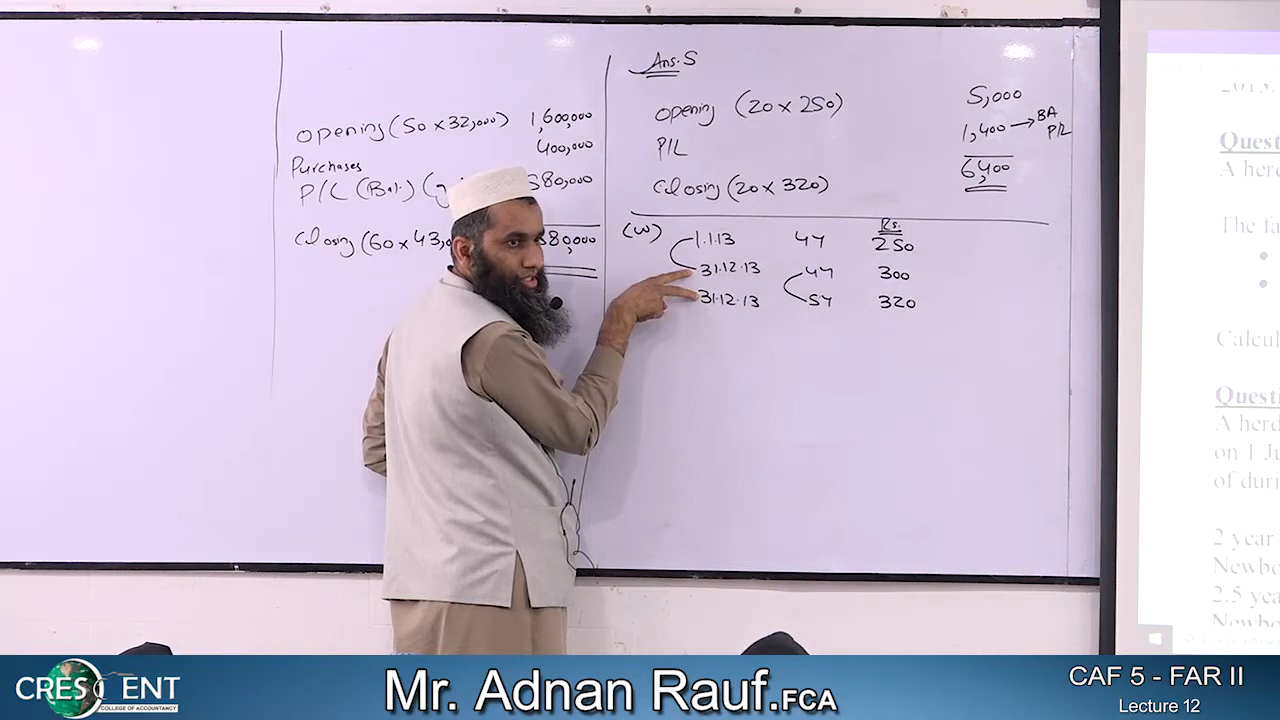 opening (50 x 32,000) 1,600,000
Purchases 400,000
P/L (Bal.) 580,000
closing (60 x 43,0 80,000
Ans. 5
opening (20 x 250) 5,000
P/L 1,400 → BA P/L
closing (20 x 320) 6,400
(W) Rs.
1.1.13 4Y 250
31.12.13 4Y 300
31.12.13 5Y 320
Quest
A herd
The fa
Calcul
Questi
A herd
on 1 Ju
of duri
2 year
Newbo
2.5 yea
Newbo
CRESCENT
COLLEGE OF ACCOUNTANCY
Mr. Adnan Rauf.FCA
CAF 5 - FAR II
Lecture 12